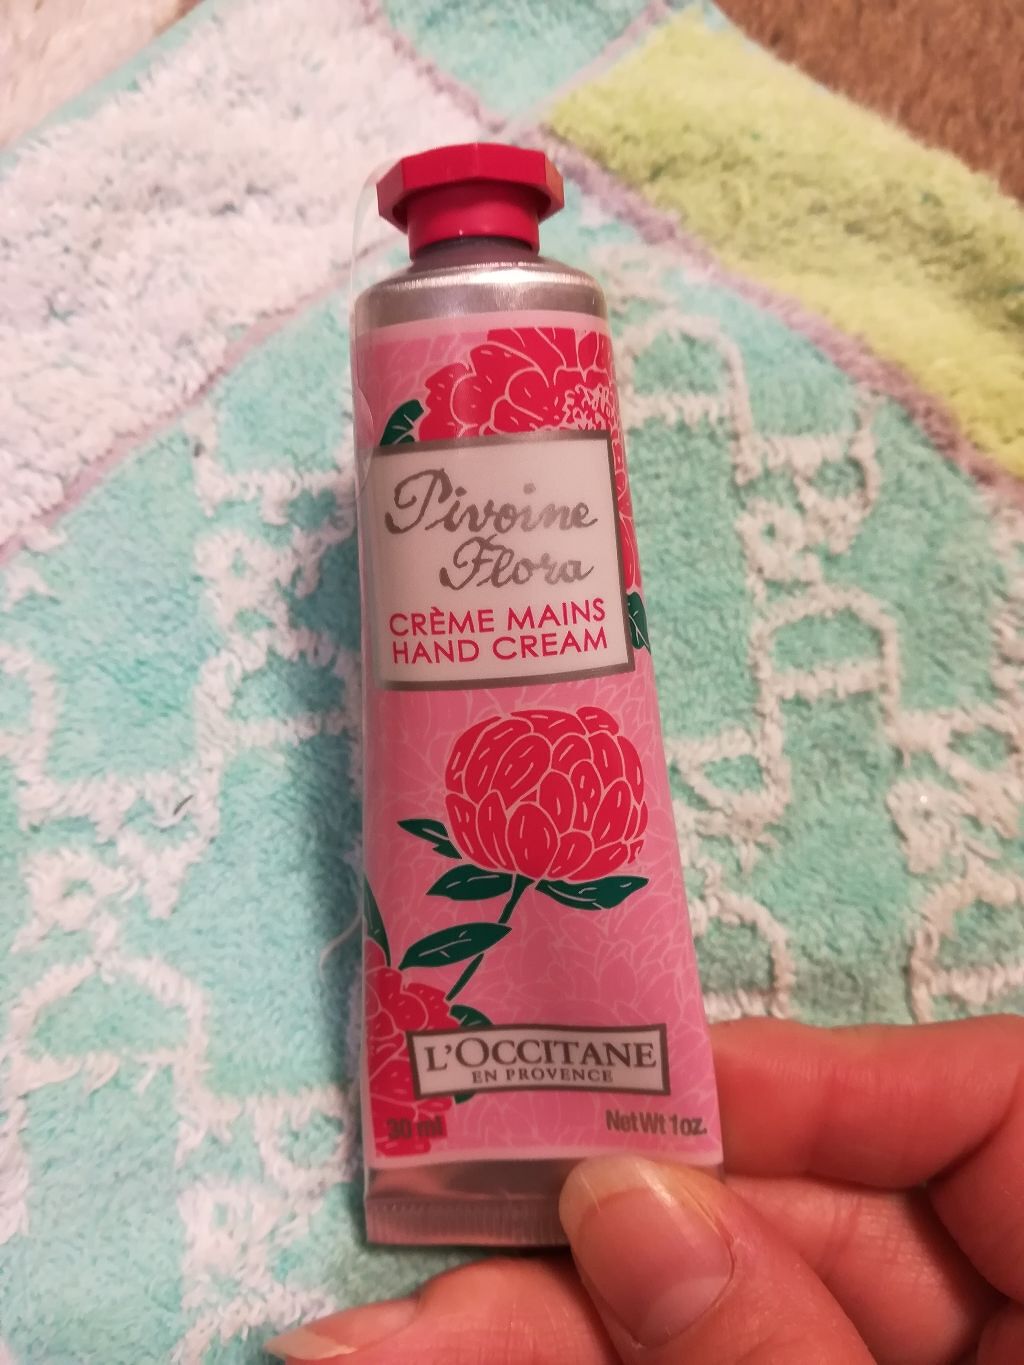 Pivoine
Flora
CRÈME MAINS
HAND CREAM
L'OCCITANE
EN PROVENCE
30 ml
Net Wt 1oz.